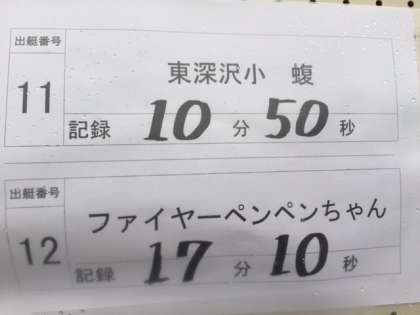 出艇番号
11
東深沢小 蝮
記録 10 分 50 秒
出艇番号
12
ファイヤーペンペンちゃん
記録 17 分 10 秒